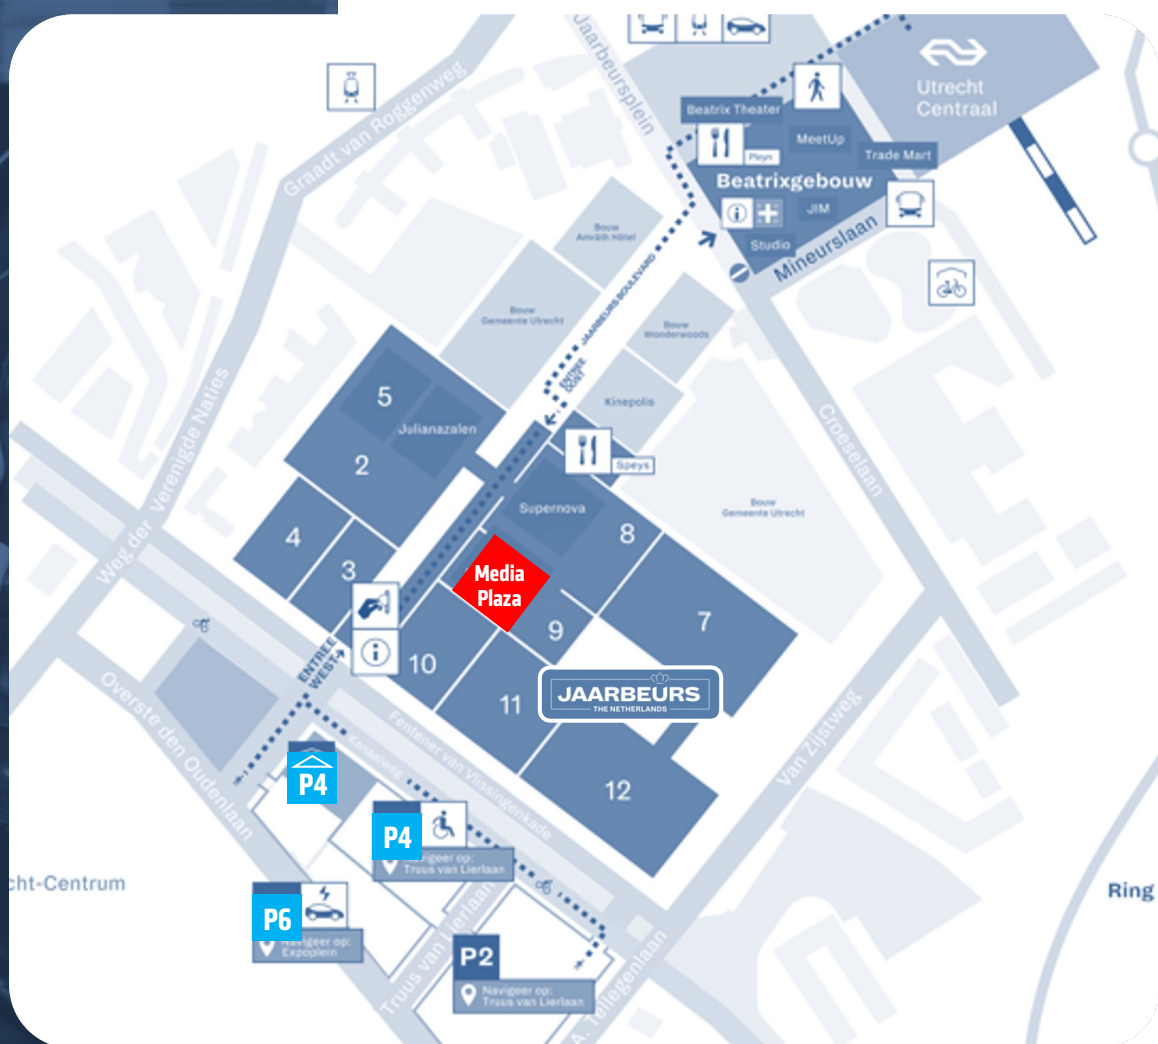 Jaarbeursplein
Utrecht
Centraal
Graadt van Roggenweg
Beatrix Theater
MeetUp
Pleyn
Trade Mart
Beatrixgebouw
JIM
Studio
Mineurslaan
Bouw
Amrâth Hôtel
JAARBEURS BOULEVARD
Bouw
Gemeente Utrecht
Bouw
Wonderwoods
ENTREE
OOST
Kinepolis
Croeselaan
5
Julianazalen
2
Speys
Weg der Verenigde Naties
Supernova
Bouw
Gemeente Utrecht
4
8
3
Media
Plaza
7
9
ENTREE
WEST
10
11
JAARBEURS
THE NETHERLANDS
Overste den Oudenlaan
Fentener van Vlissingenkade
Kanaalweg
Van Zijstweg
P4
12
P4
Navigeer op:
Truus van Lierlaan
cht-Centrum
Ring
P6
Navigeer op:
Expoplein
Truus van Lierlaan
P2
Navigeer op:
Truus van Lierlaan
A. Tellegenlaan